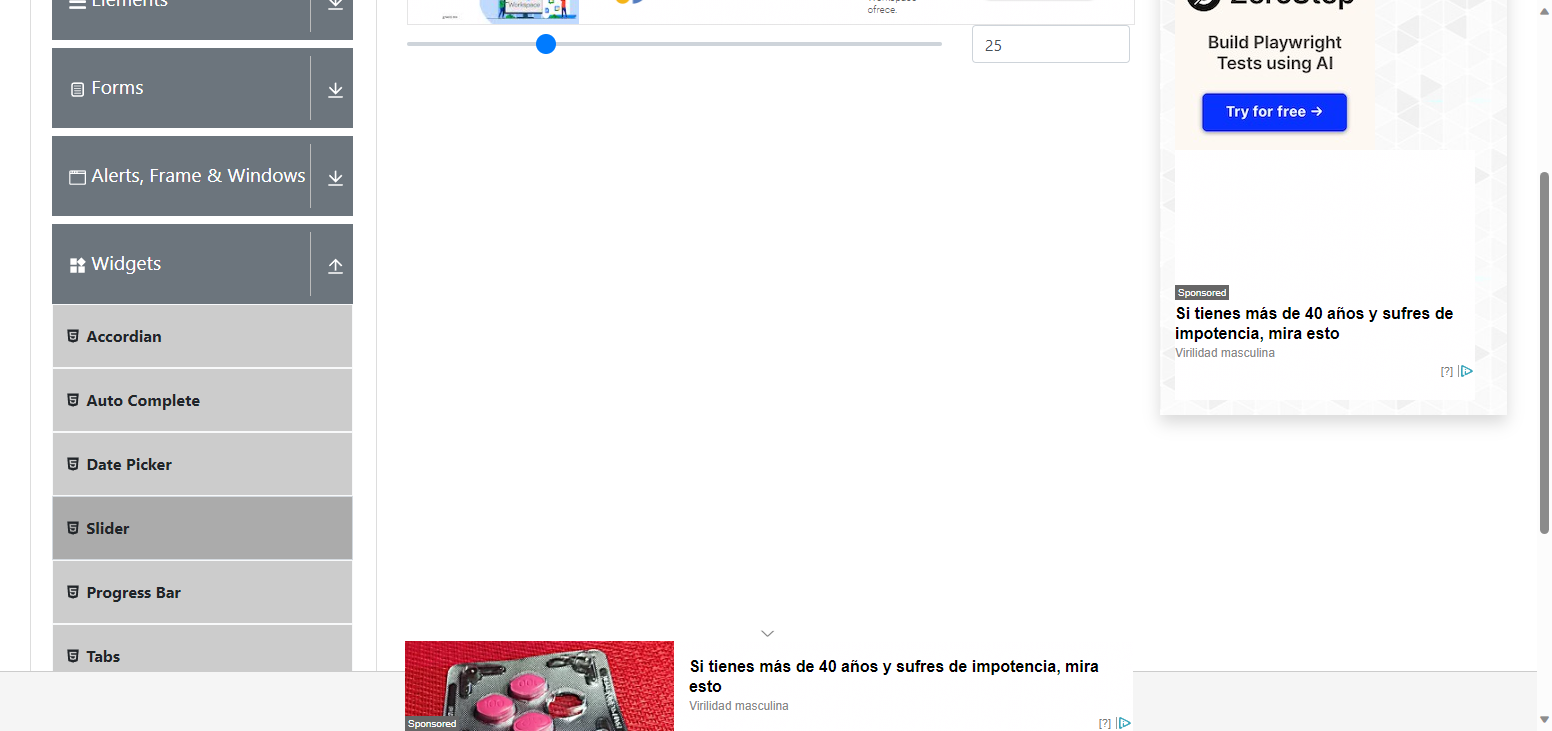 Elements
Forms
Alerts, Frame & Windows
Widgets
Accordian
Auto Complete
Date Picker
Slider
Progress Bar
Tabs
Workspace
ofrece.
25
ZeroStep
Build Playwright
Tests using AI
Try for free →
Sponsored
Si tienes más de 40 años y sufres de
impotencia, mira esto
Virilidad masculina
[?]
Si tienes más de 40 años y sufres de impotencia, mira
esto
Virilidad masculina
Sponsored
[?]